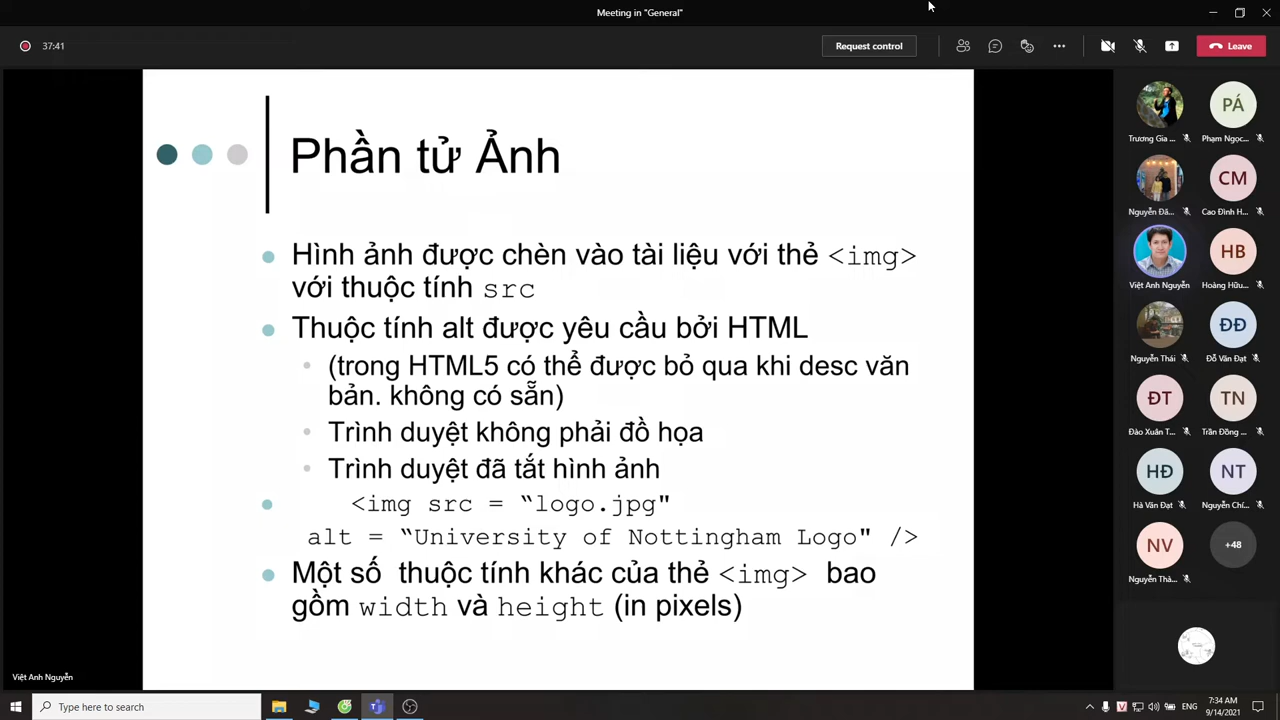 Meeting in "General"
37:41
Request control
Leave
Phần tử Ảnh
Hình ảnh được chèn vào tài liệu với thẻ <img>
với thuộc tính src
Thuộc tính alt được yêu cầu bởi HTML
(trong HTML5 có thể được bỏ qua khi desc văn
bản. không có sẵn)
Trình duyệt không phải đồ họa
Trình duyệt đã tắt hình ảnh
<img src = “logo.jpg"
alt = “University of Nottingham Logo" />
Một số thuộc tính khác của thẻ <img> bao
gồm width và height (in pixels)
Việt Anh Nguyễn
PÁ
Trương Gia ...
Phạm Ngọc...
CM
Nguyễn Đă...
Cao Đình H...
HB
Việt Anh Nguyễn
Hoàng Hữu...
ĐĐ
Nguyễn Thái
Đỗ Văn Đạt
ĐT
TN
Đào Xuân T...
Trần Đông ...
HĐ
NT
Hà Văn Đạt
Nguyễn Chí...
NV
+48
Nguyễn Thà...
Type here to search
V
7:34 AM
9/14/2021